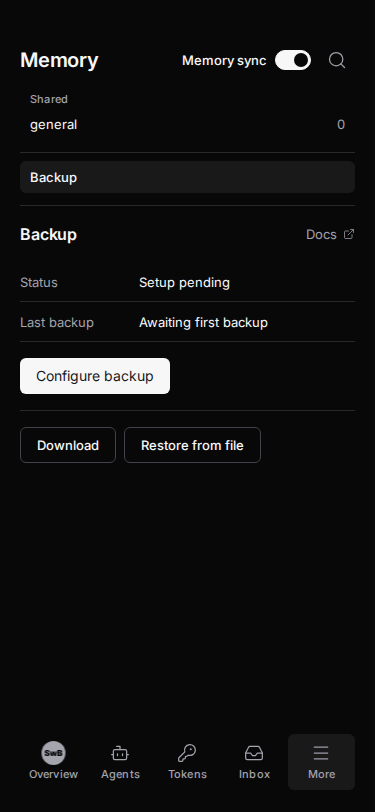 Memory
Memory sync
Shared
general 0
Backup
Backup
Docs
Status Setup pending
Last backup Awaiting first backup
Configure backup
Download Restore from file
SwB
Overview Agents Tokens Inbox More